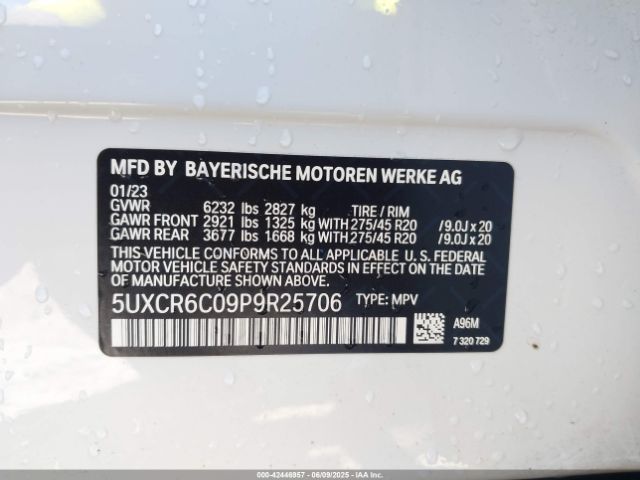 MFD BY BAYERISCHE MOTOREN WERKE AG
01/23
GVWR 6232 lbs 2827 kg TIRE / RIM
GAWR FRONT 2921 lbs 1325 kg WITH 275/45 R20 /9.0J x 20
GAWR REAR 3677 lbs 1668 kg WITH 275/45 R20 /9.0J x 20
THIS VEHICLE CONFORMS TO ALL APPLICABLE U. S. FEDERAL
MOTOR VEHICLE SAFETY STANDARDS IN EFFECT ON THE DATE
OF MANUFACTURE SHOWN ABOVE.
5UXCR6C09P9R25706 TYPE: MPV
A96M
7 320 729
000-42446957 - 06/09/2025 - IAAI.COM